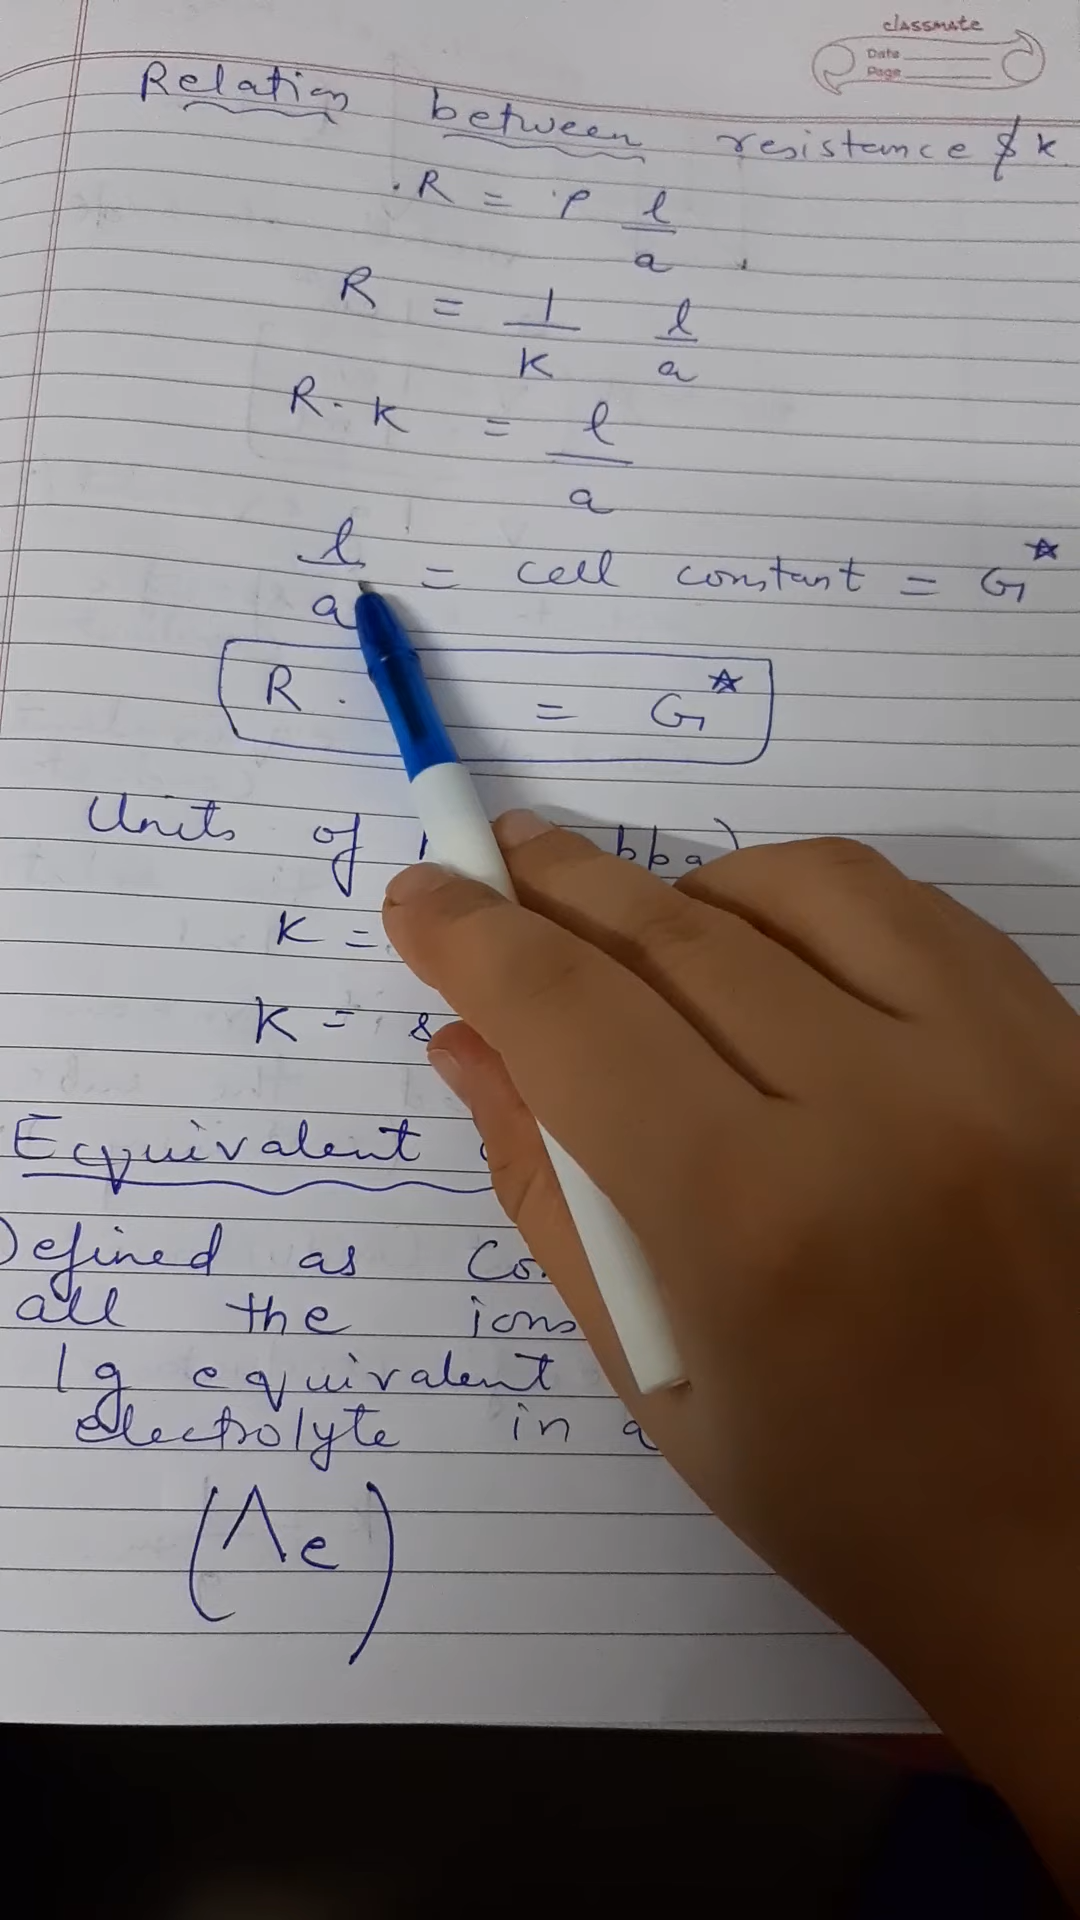 classmate
Date
Page
Relation between resistance & K
R = ρ l/a
R = 1/K l/a
R. K = l/a
l/a = cell constant = G*
R . = G*
Units of
K =
K =
Equivalent
Defined as
all the ions
1g equivalent
electrolyte in a
(Λe)